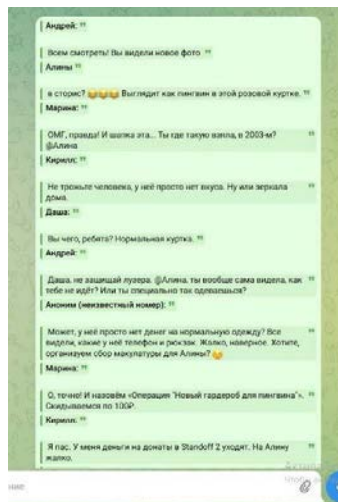 Андрей:
Всем смотреть! Вы видели новое фото
Алины
в сторис? 😂😂😂 Выглядит как пингвин в этой розовой куртке.
Марина:
ОМГ, правда! И шапка эта... Ты где такую взяла, в 2003-м?
@Алина
Кирилл:
Не трожьте человека, у неё просто нет вкуса. Ну или зеркала
дома.
Даша:
Вы чего, ребята? Нормальная куртка.
Андрей:
Даша, не защищай лузера. @Алина, ты вообще сама видела, как
тебе не идёт? Или ты специально так одеваешься?
Аноним (неизвестный номер):
Может, у неё просто нет денег на нормальную одежду? Все
видели, какие у неё телефон и рюкзак. Жалко, наверное. Хотите,
организуем сбор макулатуры для Алины?
Марина:
О, точно! И назовём «Операция "Новый гардероб для пингвина"».
Скидываемся по 100Р.
Кирилл:
Я пас. У меня деньги на донаты в Standoff 2 уходят. На Алину
жалко.